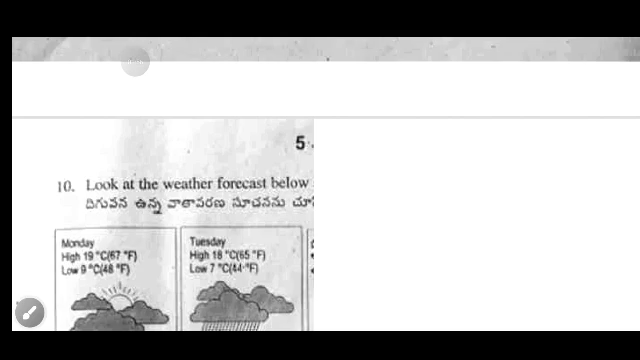 5
10. Look at the weather forecast below
దిగువన ఉన్న వాతావరణ సూచనను
Monday
High 19 °C(67 °F)
Low 9 °C(48 °F)
Tuesday
High 18 °C(65 °F)
Low 7 °C(44 °F)